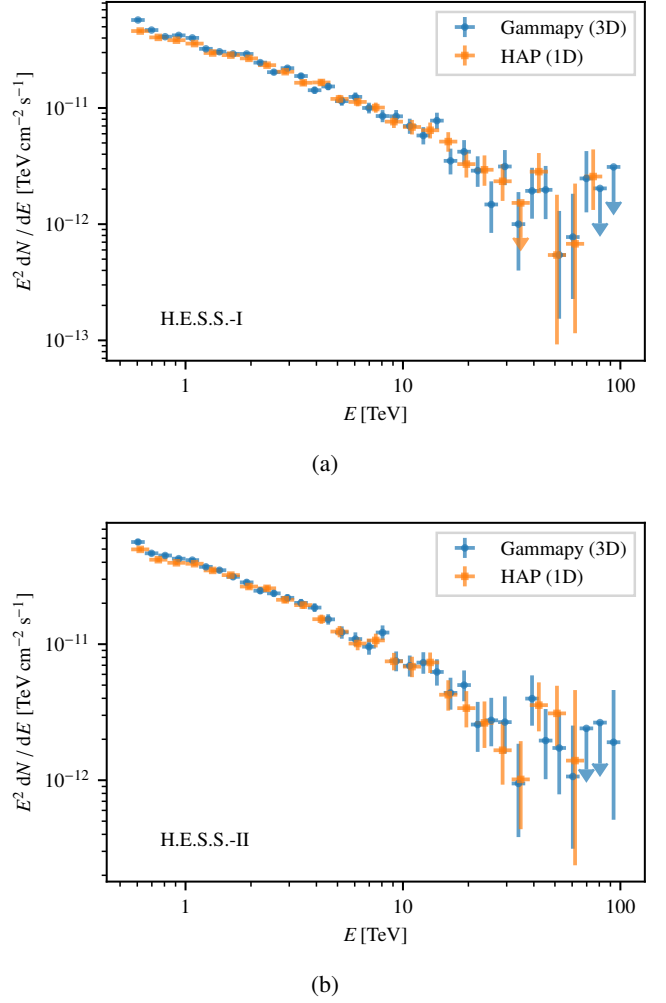 Gammapy (3D)
HAP (1D)
10⁻¹¹
10⁻¹²
10⁻¹³
E² dN / dE [TeV cm⁻² s⁻¹]
H.E.S.S.-I
1 10 100
E [TeV]
(a)
Gammapy (3D)
HAP (1D)
10⁻¹¹
10⁻¹²
E² dN / dE [TeV cm⁻² s⁻¹]
H.E.S.S.-II
1 10 100
E [TeV]
(b)